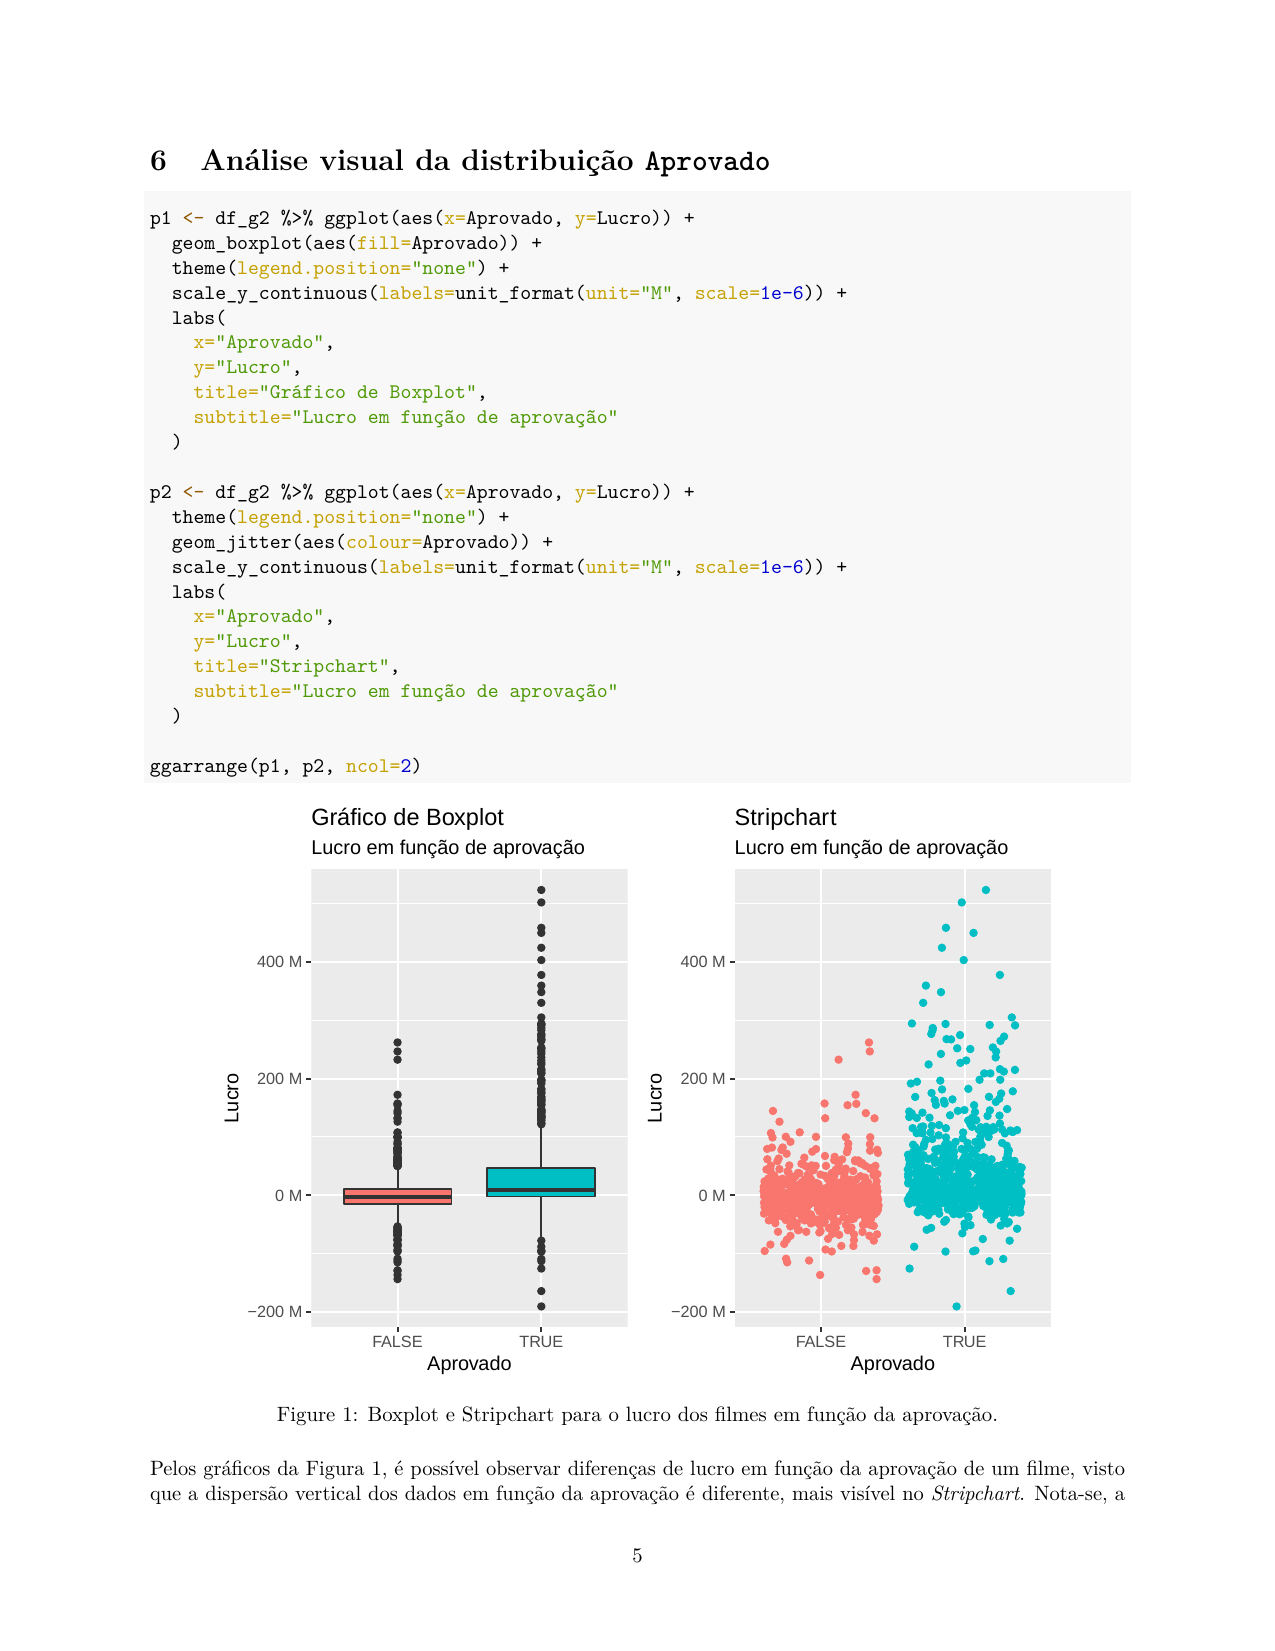 6 Análise visual da distribuição Aprovado
p1 <- df_g2 %>% ggplot(aes(x=Aprovado, y=Lucro)) +
  geom_boxplot(aes(fill=Aprovado)) +
  theme(legend.position="none") +
  scale_y_continuous(labels=unit_format(unit="M", scale=1e-6)) +
  labs(
    x="Aprovado",
    y="Lucro",
    title="Gráfico de Boxplot",
    subtitle="Lucro em função de aprovação"
  )
p2 <- df_g2 %>% ggplot(aes(x=Aprovado, y=Lucro)) +
  theme(legend.position="none") +
  geom_jitter(aes(colour=Aprovado)) +
  scale_y_continuous(labels=unit_format(unit="M", scale=1e-6)) +
  labs(
    x="Aprovado",
    y="Lucro",
    title="Stripchart",
    subtitle="Lucro em função de aprovação"
  )
ggarrange(p1, p2, ncol=2)
Gráfico de Boxplot
Lucro em função de aprovação
400 M
200 M
0 M
−200 M
Lucro
FALSE TRUE
Aprovado
Stripchart
Lucro em função de aprovação
400 M
200 M
0 M
−200 M
Lucro
FALSE TRUE
Aprovado
Figure 1: Boxplot e Stripchart para o lucro dos filmes em função da aprovação.
Pelos gráficos da Figura 1, é possível observar diferenças de lucro em função da aprovação de um filme, visto
que a dispersão vertical dos dados em função da aprovação é diferente, mais visível no Stripchart. Nota-se, a
5